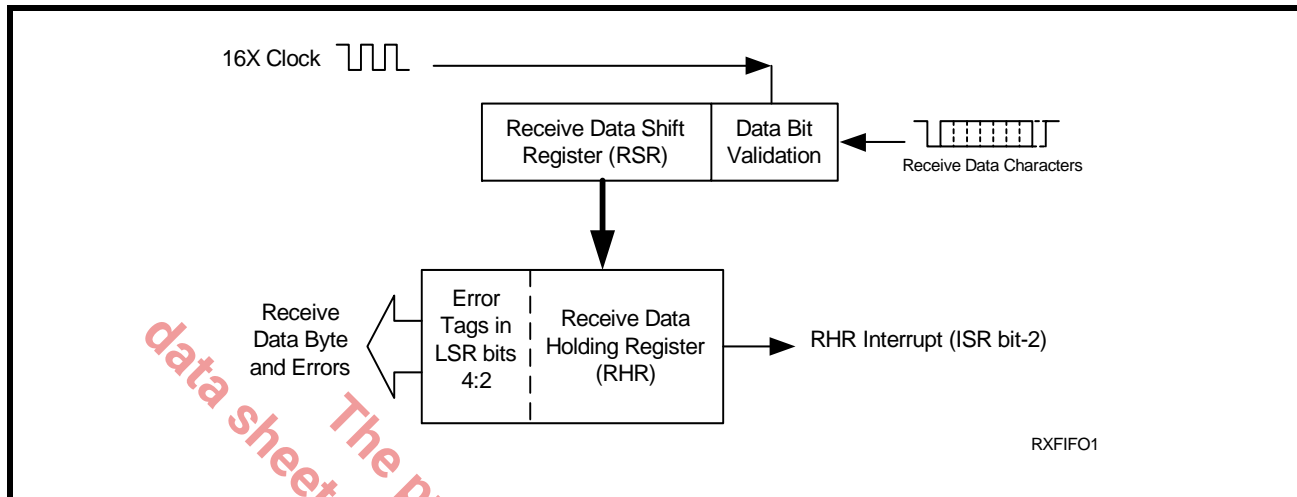 16X Clock
Receive Data Shift
Register (RSR)
Data Bit
Validation
Receive Data Characters
Receive
Data Byte
and Errors
Error
Tags in
LSR bits
4:2
Receive Data
Holding Register
(RHR)
RHR Interrupt (ISR bit-2)
RXFIFO1
The
data sheet